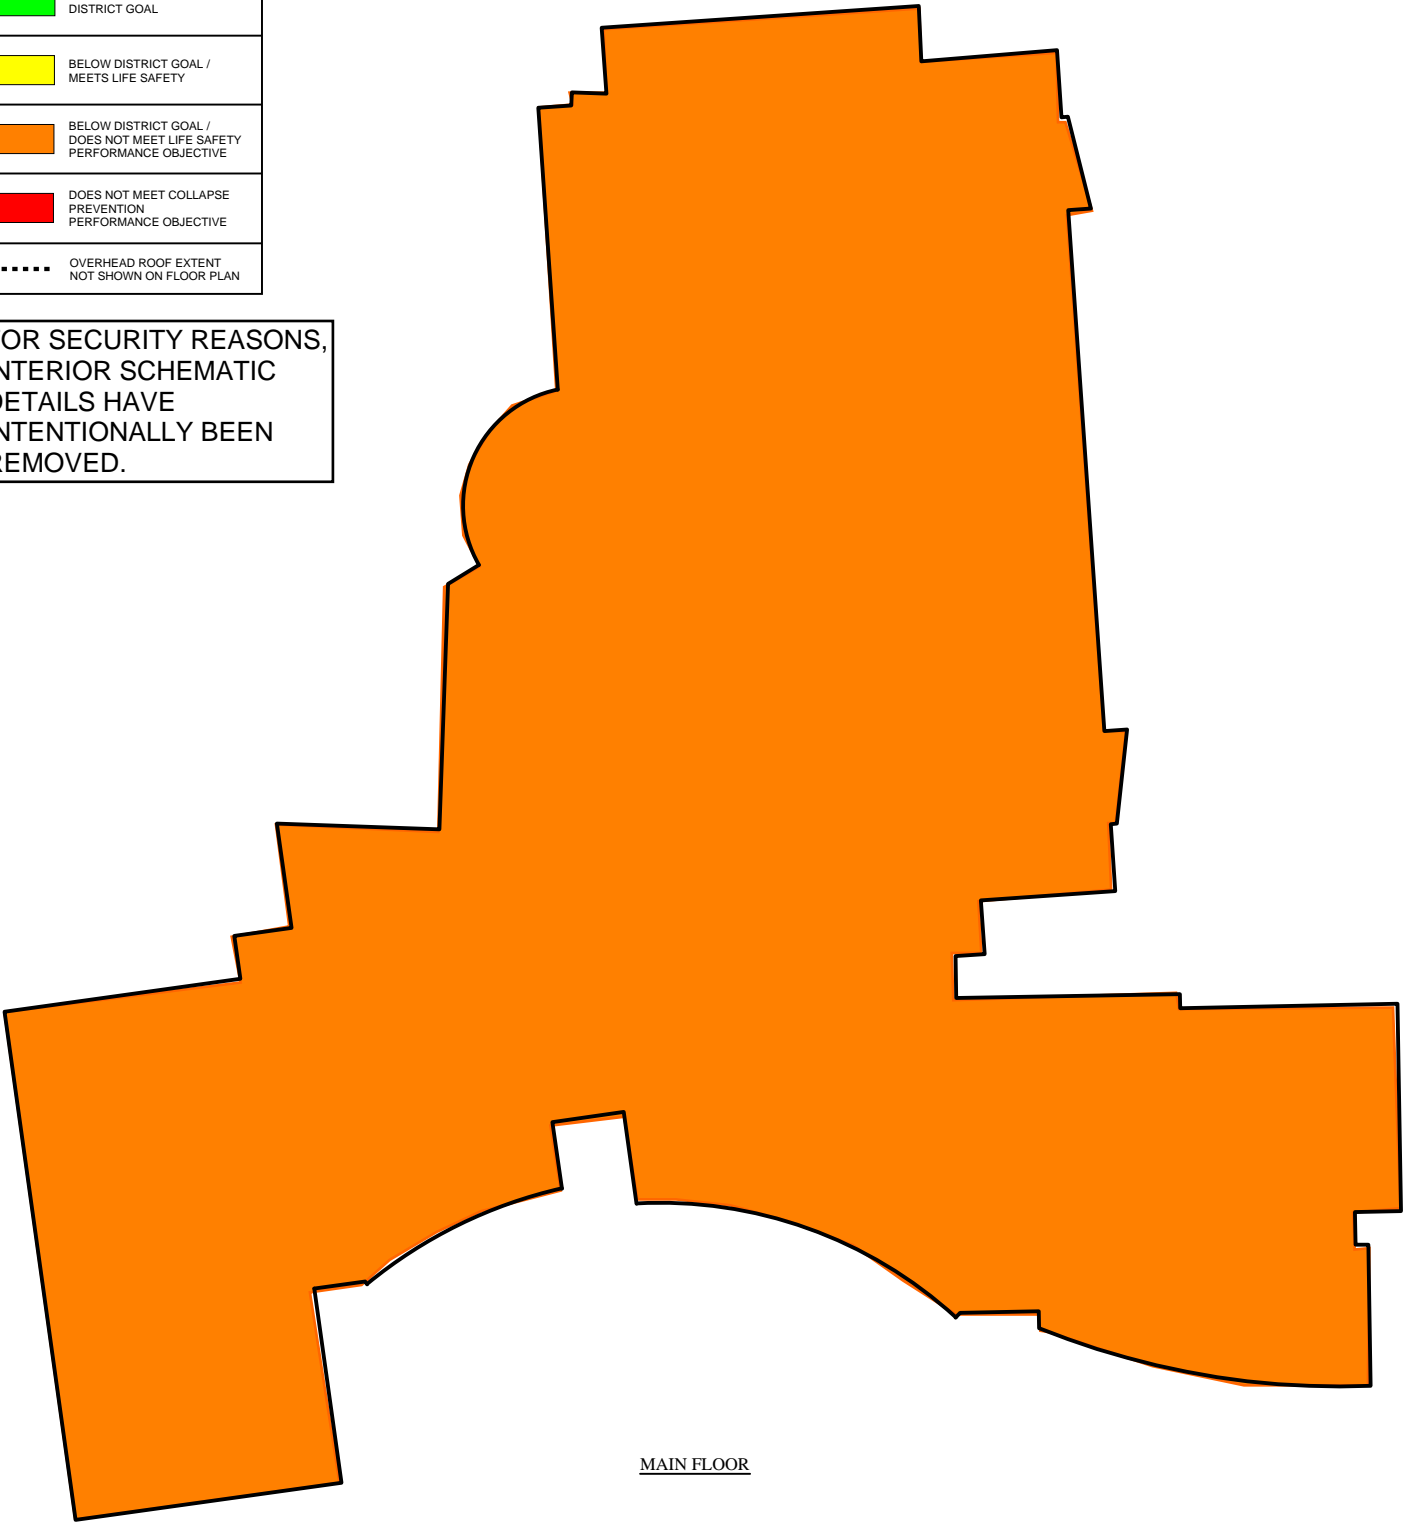 DISTRICT GOAL
BELOW DISTRICT GOAL /
MEETS LIFE SAFETY
BELOW DISTRICT GOAL /
DOES NOT MEET LIFE SAFETY
PERFORMANCE OBJECTIVE
DOES NOT MEET COLLAPSE
PREVENTION
PERFORMANCE OBJECTIVE
OVERHEAD ROOF EXTENT
NOT SHOWN ON FLOOR PLAN
OR SECURITY REASONS,
NTERIOR SCHEMATIC
DETAILS HAVE
NTENTIONALLY BEEN
REMOVED.
MAIN FLOOR